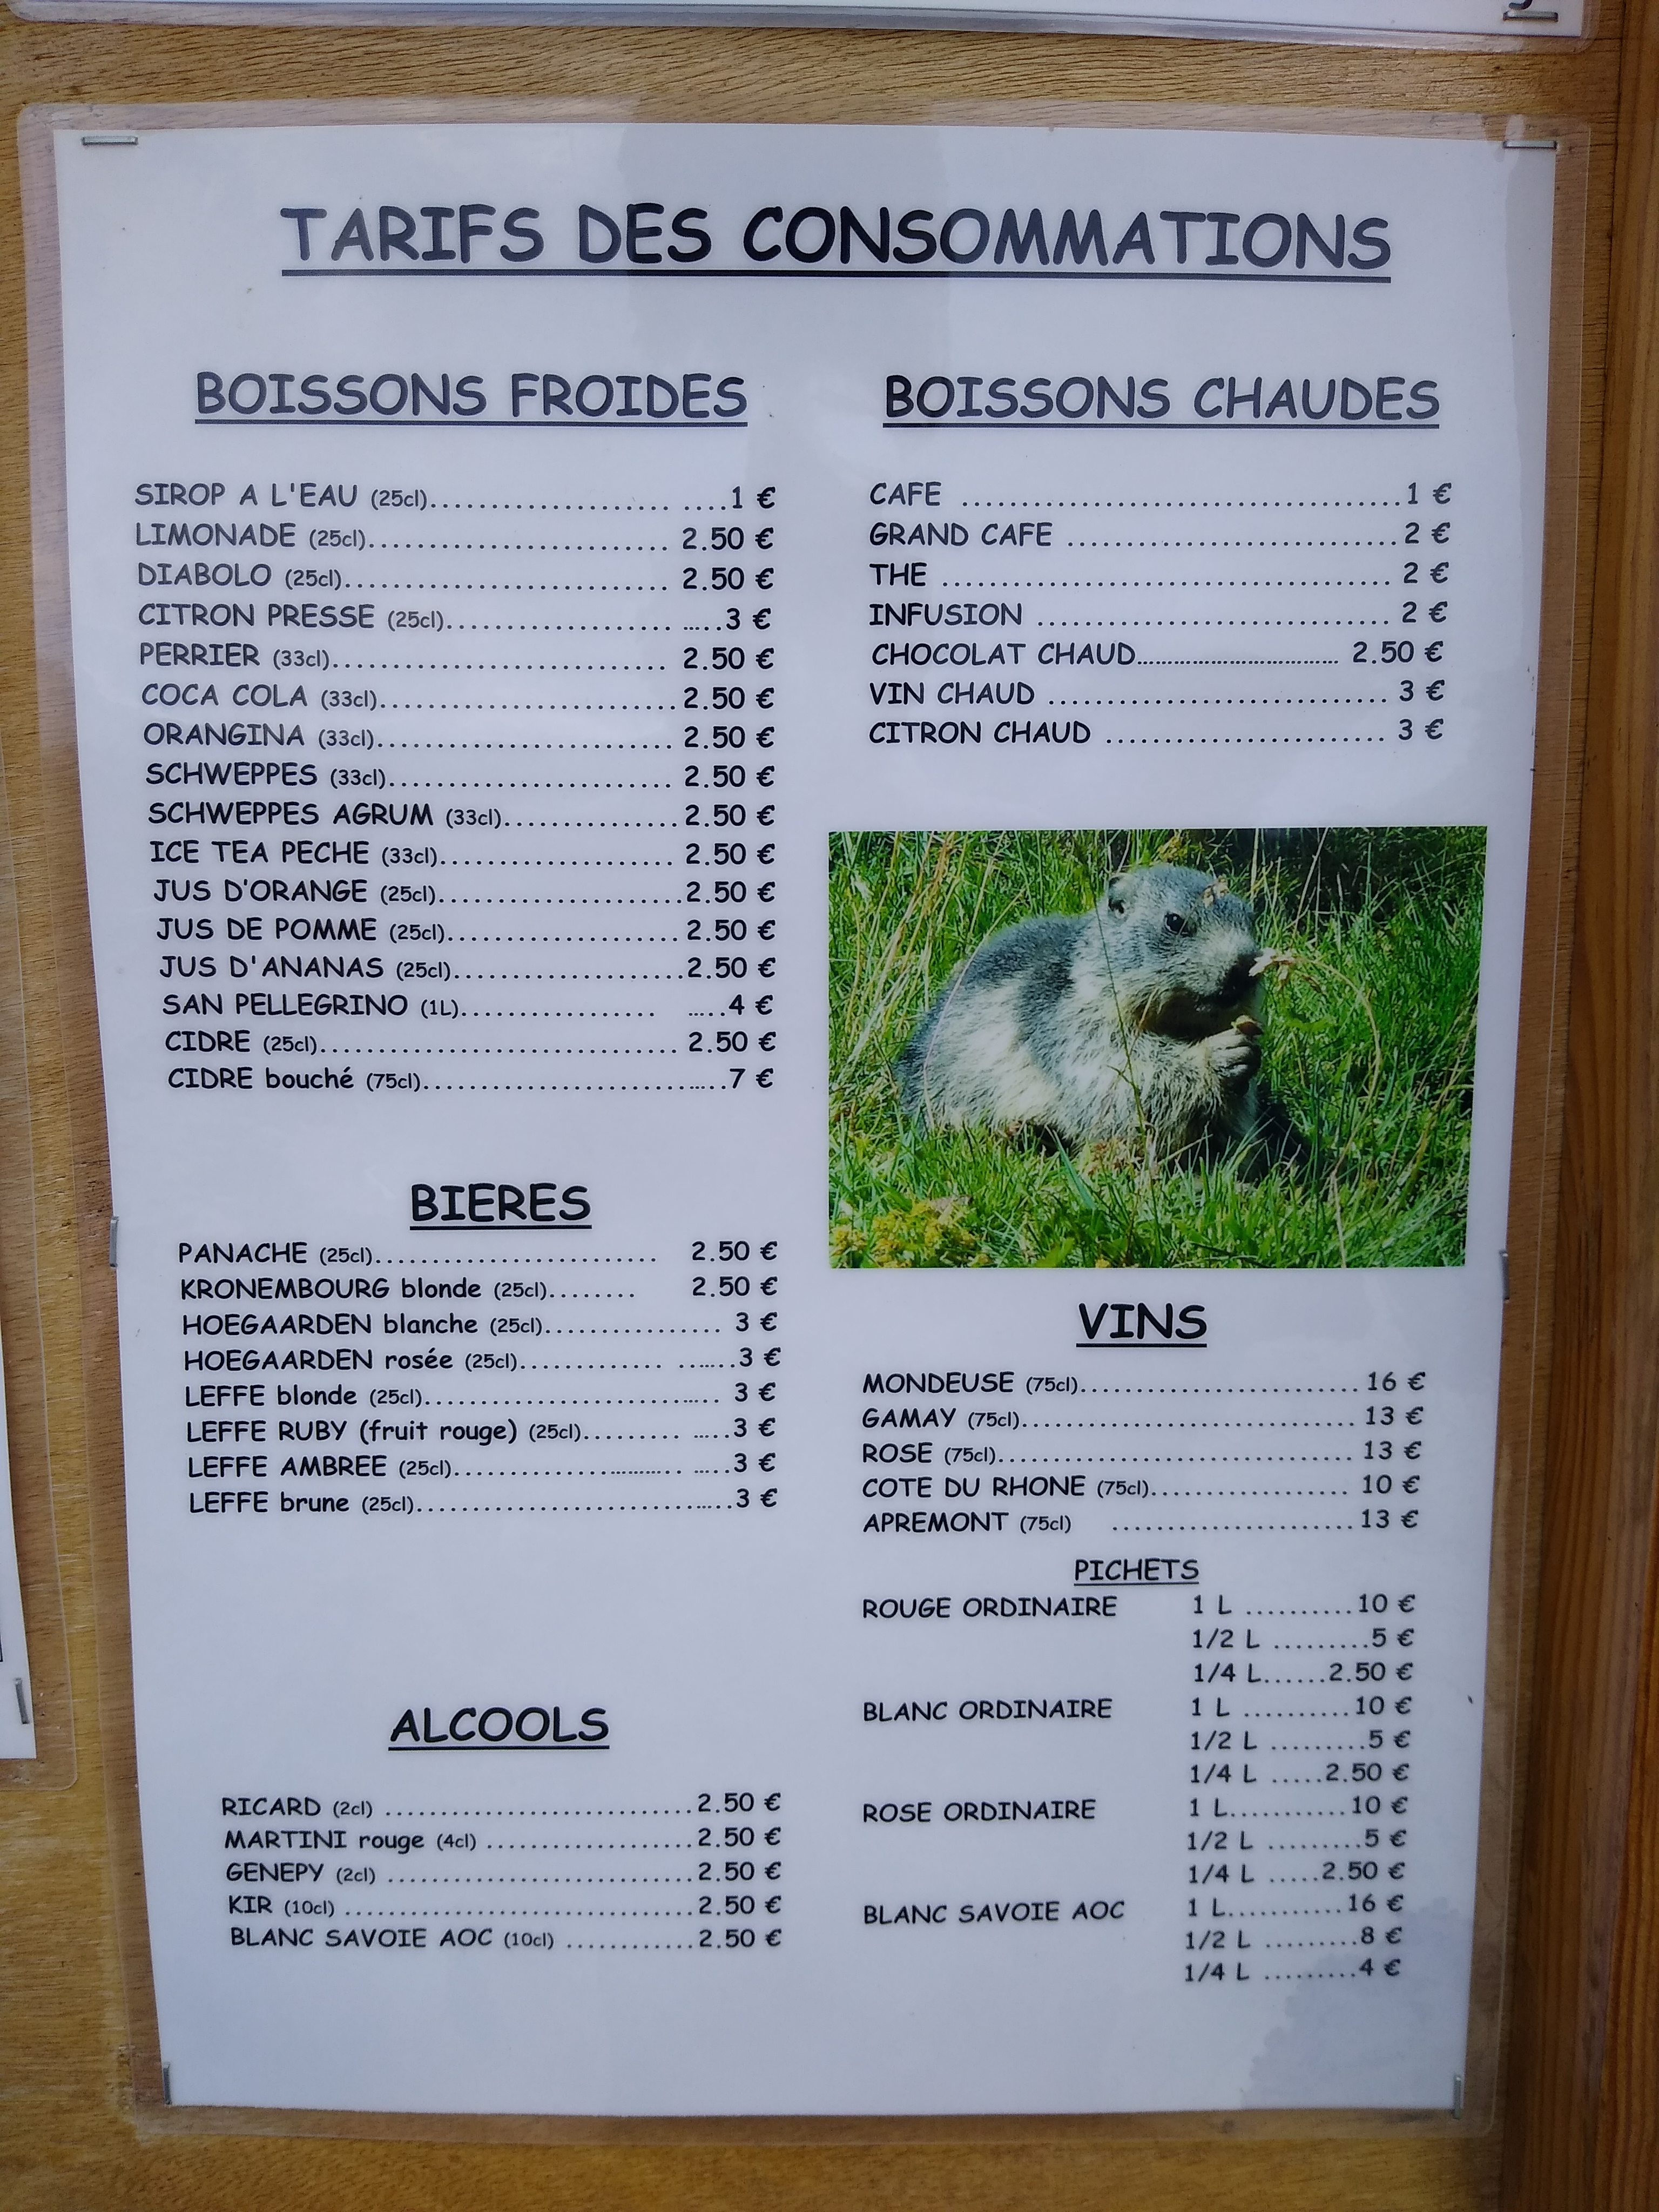 TARIFS DES CONSOMMATIONS
BOISSONS FROIDES
SIROP A L'EAU (25cl)...................... ....1 €
LIMONADE (25cl).......................... 2.50 €
DIABOLO (25cl)............................ 2.50 €
CITRON PRESSE (25cl).................... .....3 €
PERRIER (33cl)............................. 2.50 €
COCA COLA (33cl)......................... 2.50 €
ORANGINA (33cl).......................... 2.50 €
SCHWEPPES (33cl)......................... 2.50 €
SCHWEPPES AGRUM (33cl)............... 2.50 €
ICE TEA PECHE (33cl).................... 2.50 €
JUS D'ORANGE (25cl).....................2.50 €
JUS DE POMME (25cl)....................2.50 €
JUS D'ANANAS (25cl)....................2.50 €
SAN PELLEGRINO (1L)................. .....4 €
CIDRE (25cl)............................... 2.50 €
CIDRE bouché (75cl)............................7 €
BIERES
PANACHE (25cl)........................ 2.50 €
KRONEMBOURG blonde (25cl)........ 2.50 €
HOEGAARDEN blanche (25cl)............... 3 €
HOEGAARDEN rosée (25cl)............. .......3 €
LEFFE blonde (25cl).......................... 3 €
LEFFE RUBY (fruit rouge) (25cl)......... .....3 €
LEFFE AMBREE (25cl)........................ .....3 €
LEFFE brune (25cl)............................3 €
ALCOOLS
RICARD (2cl) ..........................2.50 €
MARTINI rouge (4cl) ..................2.50 €
GENEPY (2cl) ..........................2.50 €
KIR (10cl) ..............................2.50 €
BLANC SAVOIE AOC (10cl) ...........2.50 €
BOISSONS CHAUDES
CAFE .....................................1 €
GRAND CAFE ............................2 €
THE ...................................... 2 €
INFUSION .............................. 2 €
CHOCOLAT CHAUD.................................. 2.50 €
VIN CHAUD ............................. 3 €
CITRON CHAUD ........................ 3 €
VINS
MONDEUSE (75cl)........................ 16 €
GAMAY (75cl)............................. 13 €
ROSE (75cl)............................... 13 €
COTE DU RHONE (75cl)................. 10 €
APREMONT (75cl) .....................13 €
PICHETS
ROUGE ORDINAIRE 1 L ..........10 €
1/2 L .........5 €
1/4 L......2.50 €
BLANC ORDINAIRE 1 L ..........10 €
1/2 L .........5 €
1/4 L .....2.50 €
ROSE ORDINAIRE 1 L...........10 €
1/2 L .........5 €
1/4 L .....2.50 €
BLANC SAVOIE AOC 1 L...........16 €
1/2 L .........8 €
1/4 L .........4 €